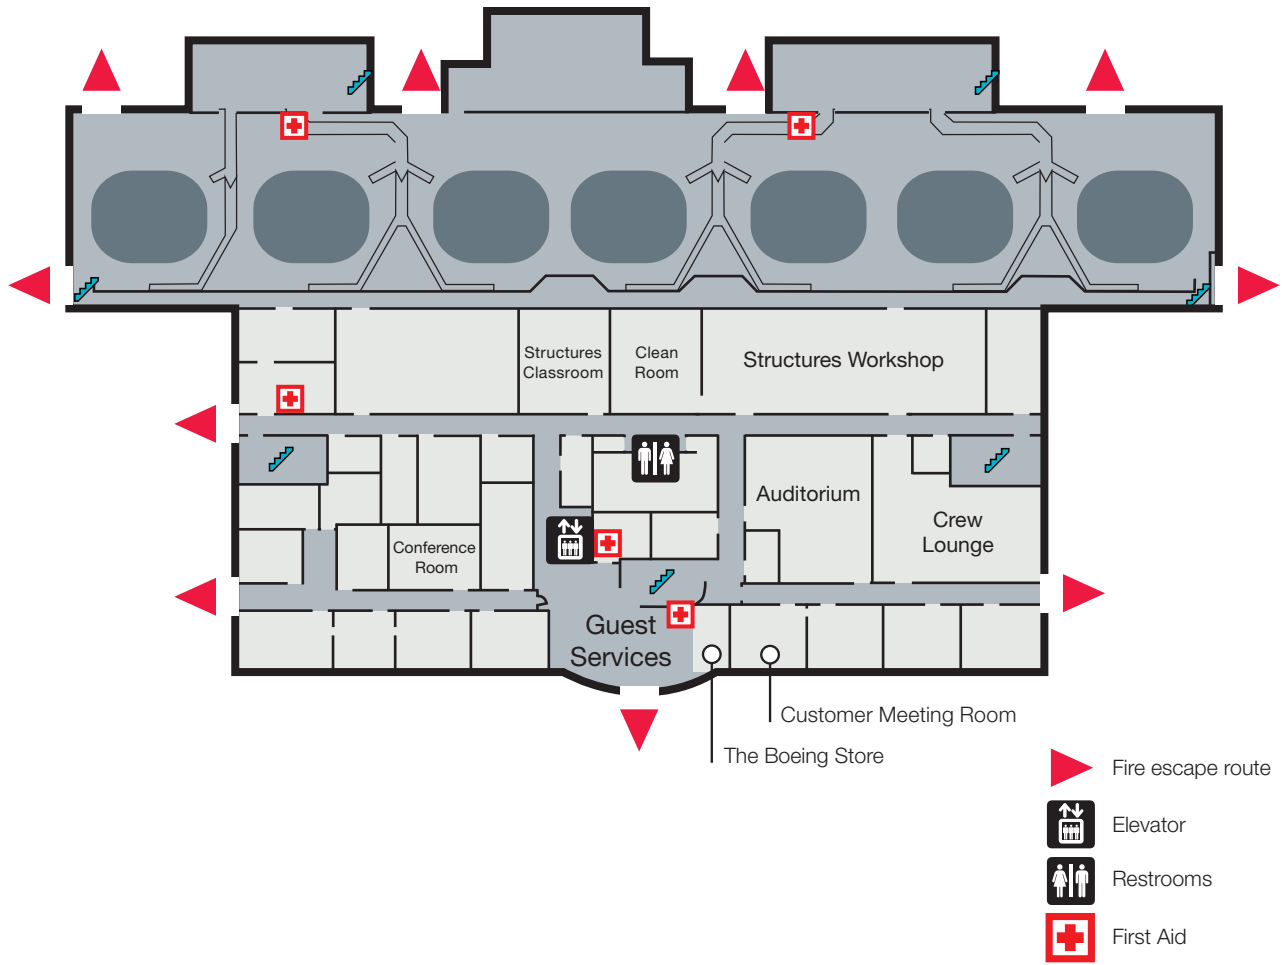 Structures
Classroom
Clean
Room
Structures Workshop
Auditorium
Crew
Lounge
Conference
Room
Guest
Services
Customer Meeting Room
The Boeing Store
Fire escape route
Elevator
Restrooms
First Aid